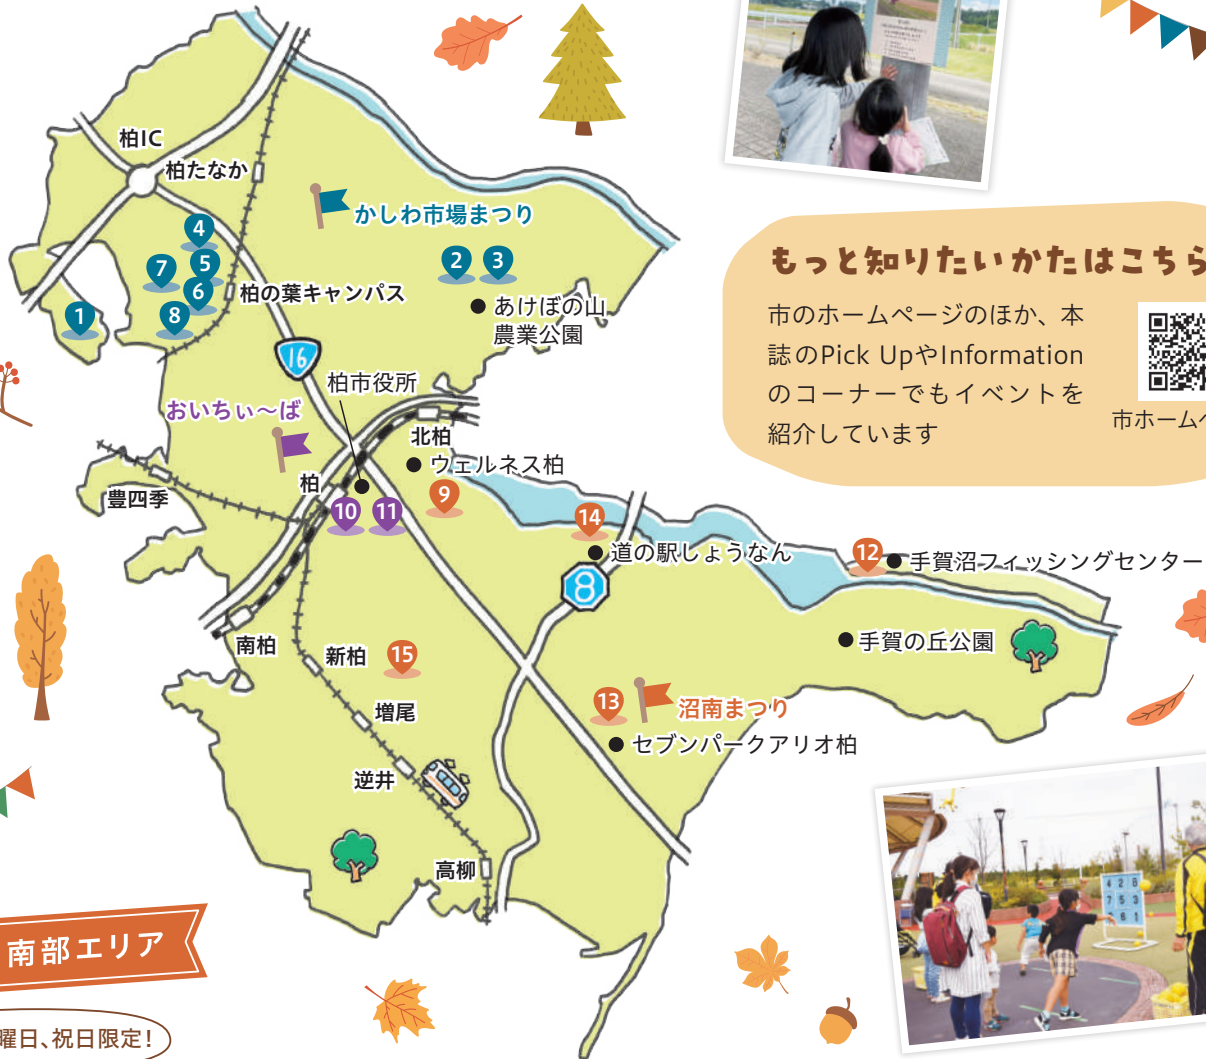 柏IC
柏たなか
かしわ市場まつり
4
7
5
6
8
1
2
3
柏の葉キャンパス
あけぼの山
農業公園
16
柏市役所
おいちぃ～ば
北柏
ウェルネス柏
柏
豊四季
9
10
11
14
道の駅しょうなん
12
手賀沼フィッシングセンター
8
手賀の丘公園
南柏
新柏
15
増尾
13
沼南まつり
セブンパークアリオ柏
逆井
高柳
もっと知りたいかたはこちら
市のホームページのほか、本
誌のPick UpやInformation
のコーナーでもイベントを
紹介しています
市ホームペ
南部エリア
曜日、祝日限定!
4 2 8
7 5 3
6 1